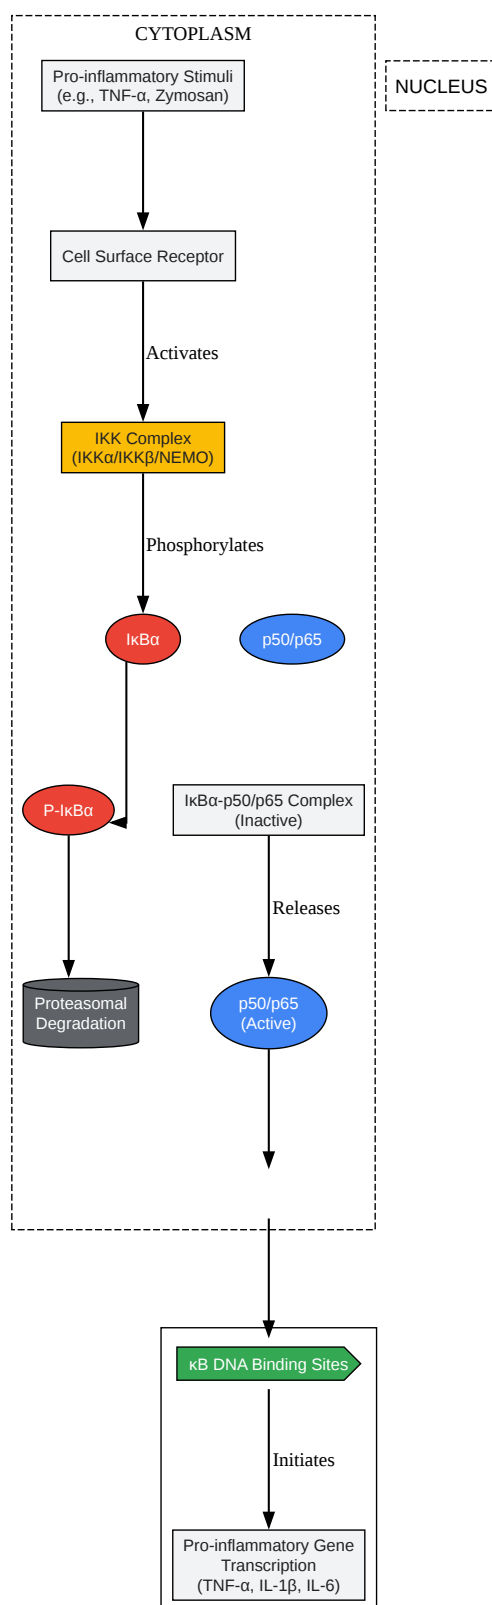 CYTOPLASM
Pro-inflammatory Stimuli
(e.g., TNF-α, Zymosan)
NUCLEUS
Cell Surface Receptor
Activates
IKK Complex
(IKKα/IKKβ/NEMO)
Phosphorylates
IκBα
p50/p65
P-IκBα
IκBα-p50/p65 Complex
(Inactive)
Releases
Proteasomal
Degradation
p50/p65
(Active)
κB DNA Binding Sites
Initiates
Pro-inflammatory Gene
Transcription
(TNF-α, IL-1β, IL-6)